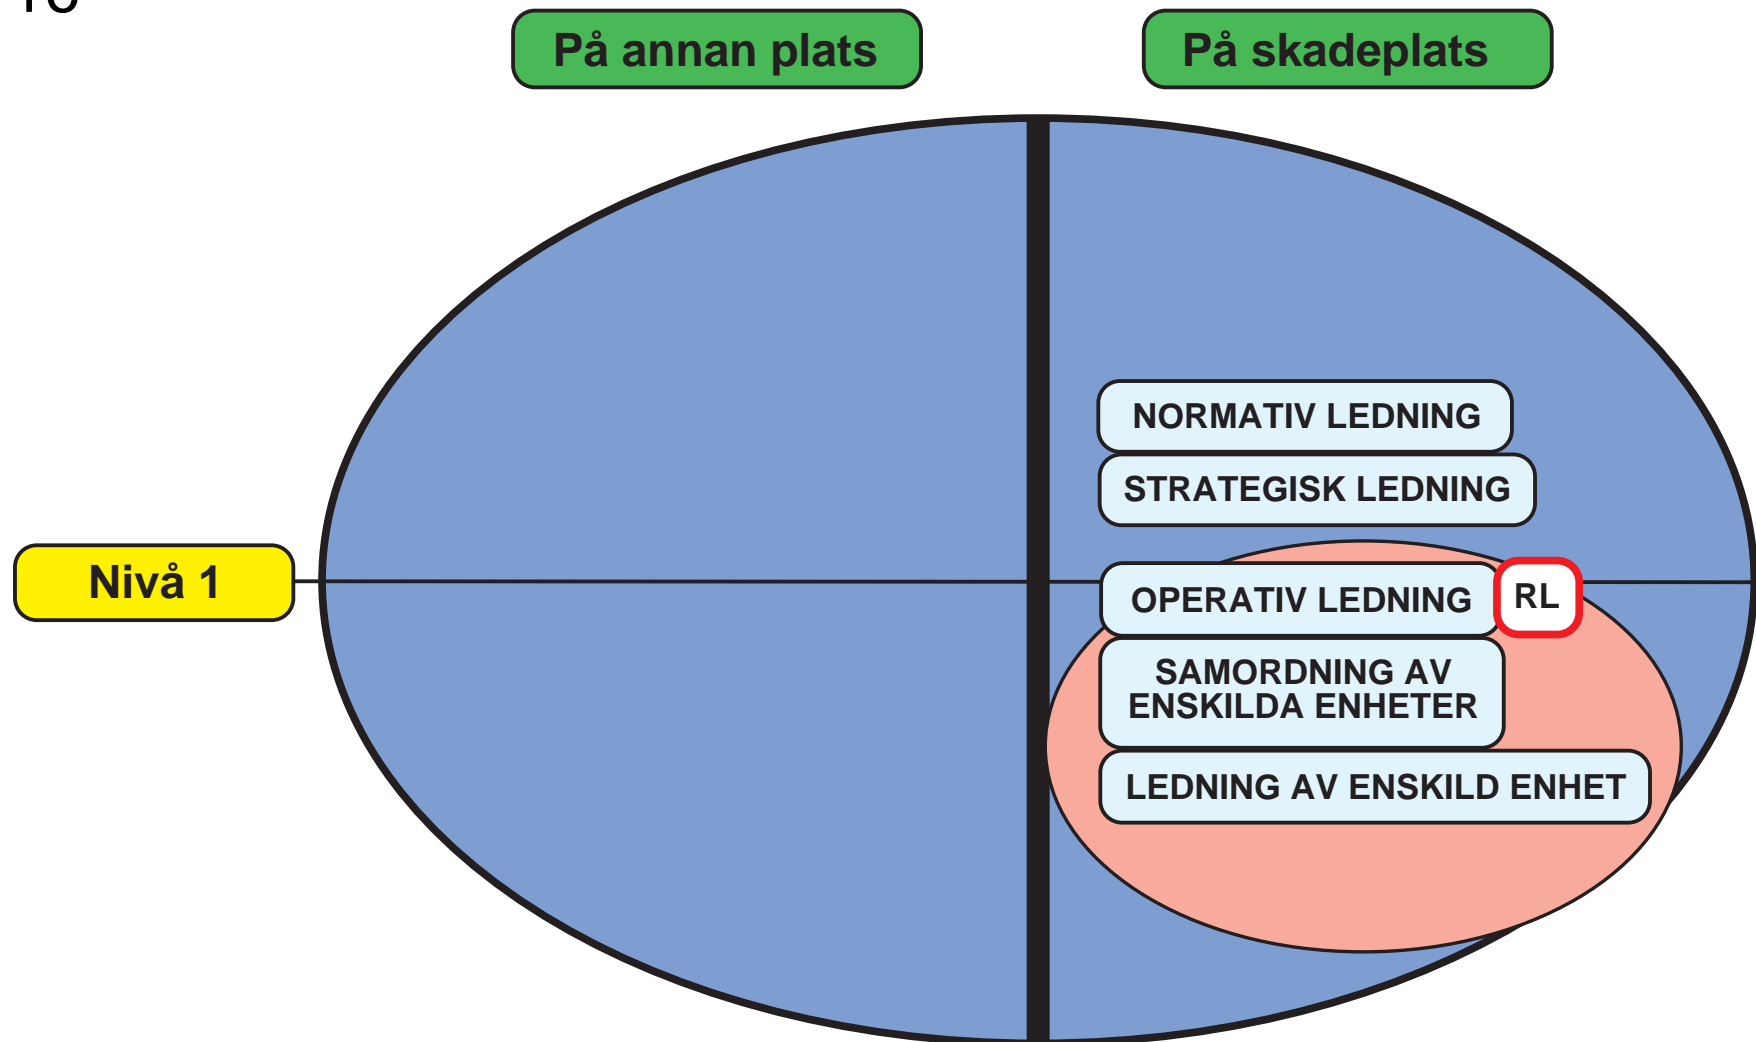 På annan plats
På skadeplats
NORMATIV LEDNING
STRATEGISK LEDNING
Nivå 1
OPERATIV LEDNING
RL
SAMORDNING AV
ENSKILDA ENHETER
LEDNING AV ENSKILD ENHET